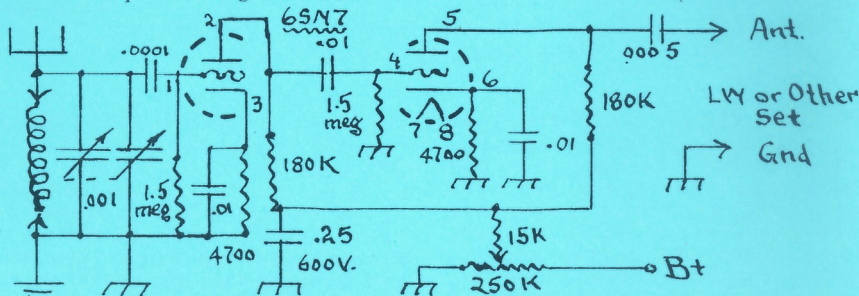 2
6SN7
5
.0001
.01
.0005
Ant.
1
4
6
3
1.5
meg
7 8
180K
LW or Other
Set
4700
.01
Gnd
180K
.001
1.5
meg
.01
4700
.25
600V.
15K
250K
B+